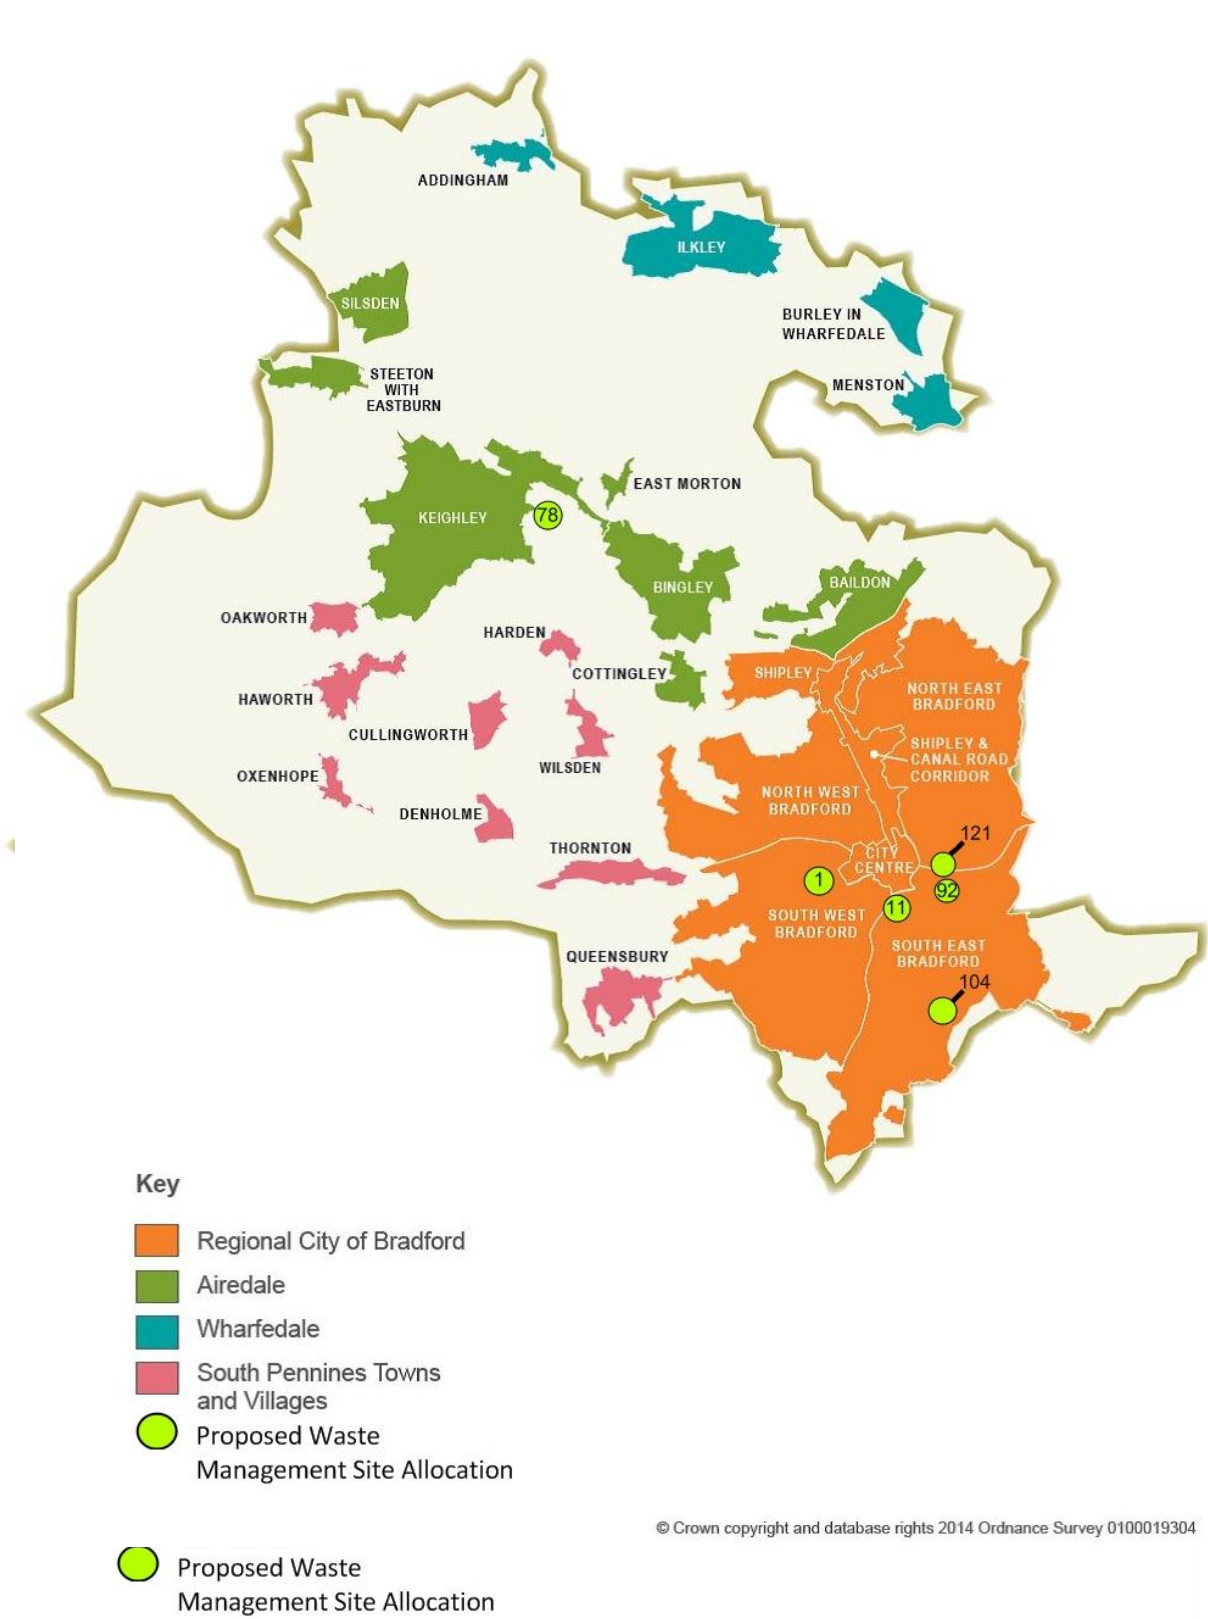 ADDINGHAM
ILKLEY
SILSDEN
BURLEY IN
WHARFEDALE
STEETON
WITH
EASTBURN
MENSTON
EAST MORTON
KEIGHLEY
78
BINGLEY
BAILDON
OAKWORTH
HARDEN
COTTINGLEY
SHIPLEY
HAWORTH
NORTH EAST
BRADFORD
CULLINGWORTH
WILSDEN
SHIPLEY &
CANAL ROAD
CORRIDOR
OXENHOPE
NORTH WEST
BRADFORD
DENHOLME
121
THORNTON
CITY
CENTRE
1
92
11
SOUTH WEST
BRADFORD
SOUTH EAST
BRADFORD
QUEENSBURY
104
Key
Regional City of Bradford
Airedale
Wharfedale
South Pennines Towns
and Villages
Proposed Waste
Management Site Allocation
© Crown copyright and database rights 2014 Ordnance Survey 0100019304
Proposed Waste
Management Site Allocation